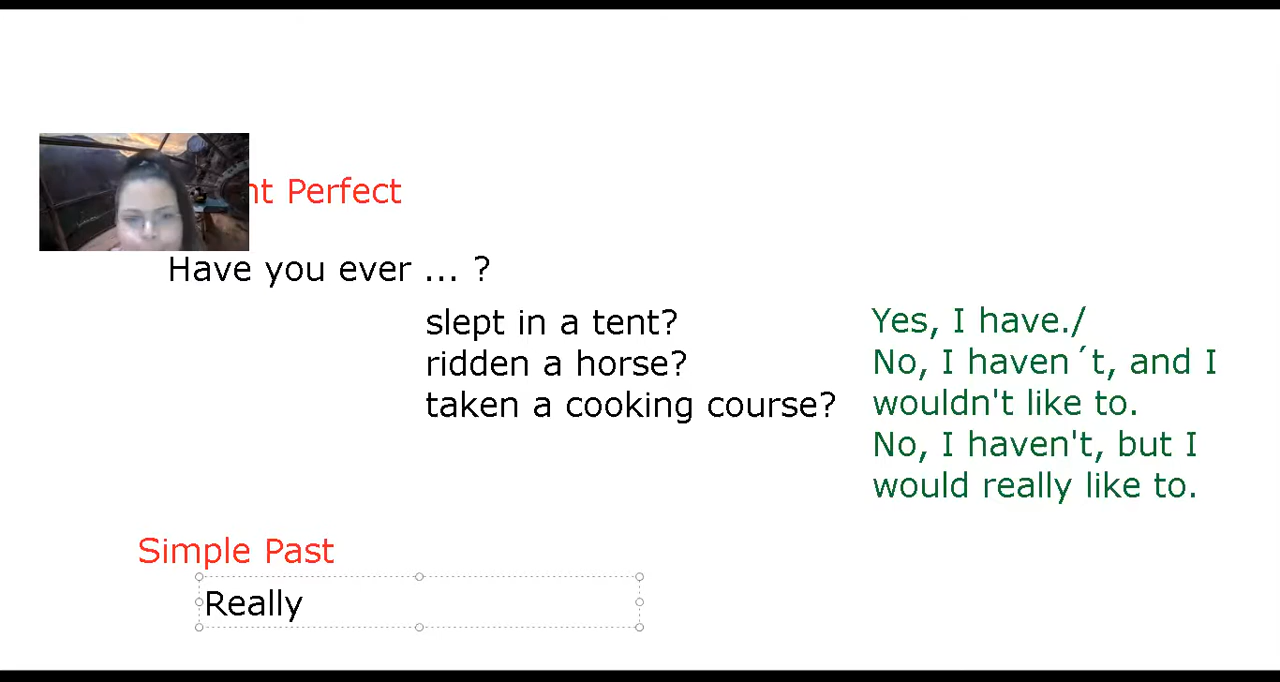 Perfect
Have you ever ... ?
slept in a tent?
ridden a horse?
taken a cooking course?
Yes, I have./
No, I haven´t, and I
wouldn't like to.
No, I haven't, but I
would really like to.
Simple Past
Really